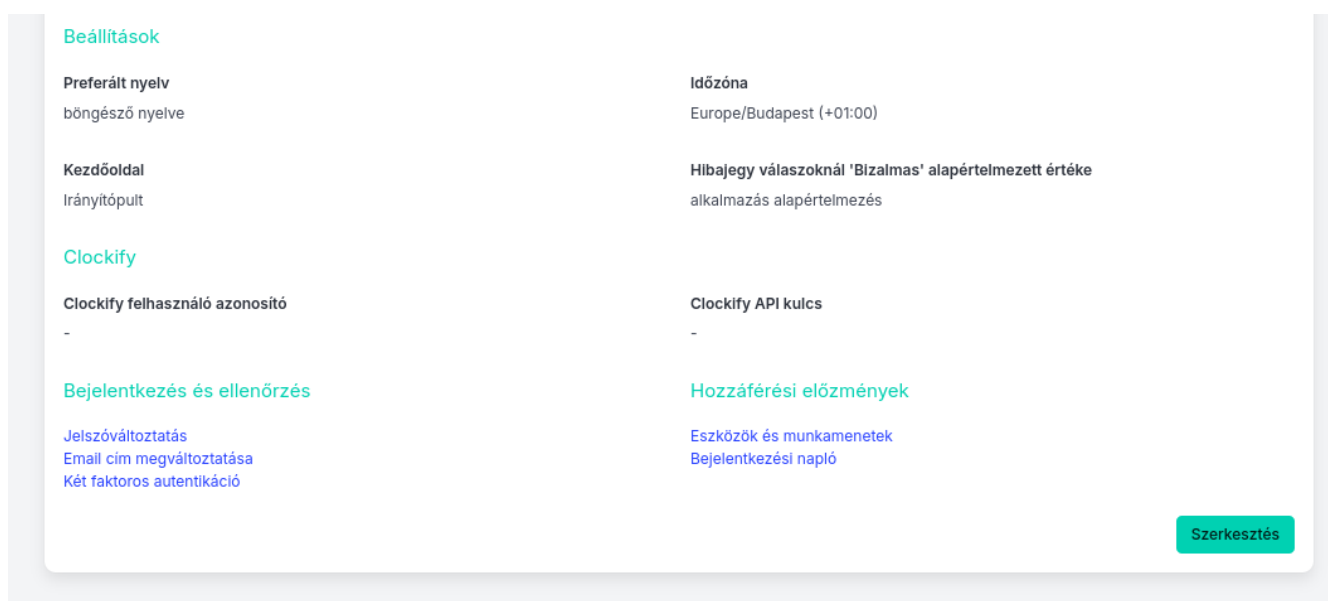 Beállítások
Preferált nyelv
böngésző nyelve
Időzóna
Europe/Budapest (+01:00)
Kezdőoldal
Irányítópult
Hibajegy válaszoknál 'Bizalmas' alapértelmezett értéke
alkalmazás alapértelmezés
Clockify
Clockify felhasználó azonosító
-
Clockify API kulcs
-
Bejelentkezés és ellenőrzés
Jelszóváltoztatás
Email cím megváltoztatása
Két faktoros autentikáció
Hozzáférési előzmények
Eszközök és munkamenetek
Bejelentkezési napló
Szerkesztés